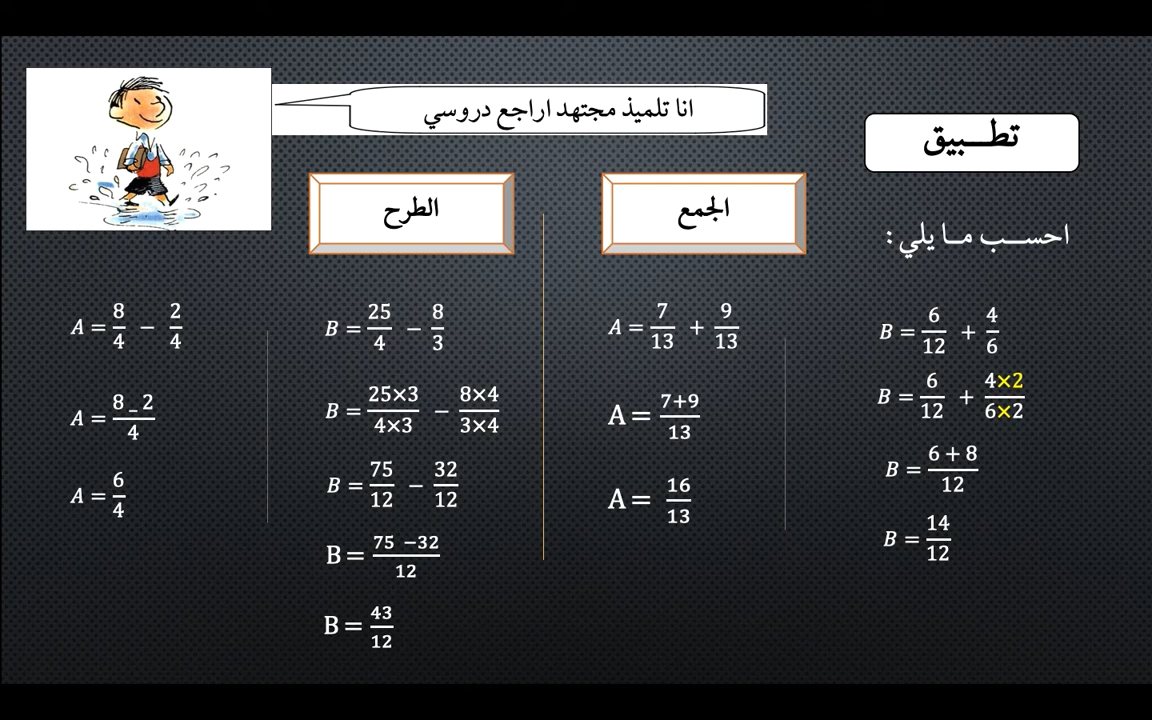 انا تلميذ مجتهد اراجع دروسي
تطـــبيق
الجمع
الطرح
احســـب مـا يلي :
B = 6/12 + 4/6
B = 6/12 + 4×2/6×2
B = 6 + 8/12
B = 14/12
A = 7/13 + 9/13
A = 7+9/13
A = 16/13
B = 25/4 − 8/3
B = 25×3/4×3 − 8×4/3×4
B = 75/12 − 32/12
B = 75 −32/12
B = 43/12
A = 8/4 − 2/4
A = 8 _ 2/4
A = 6/4